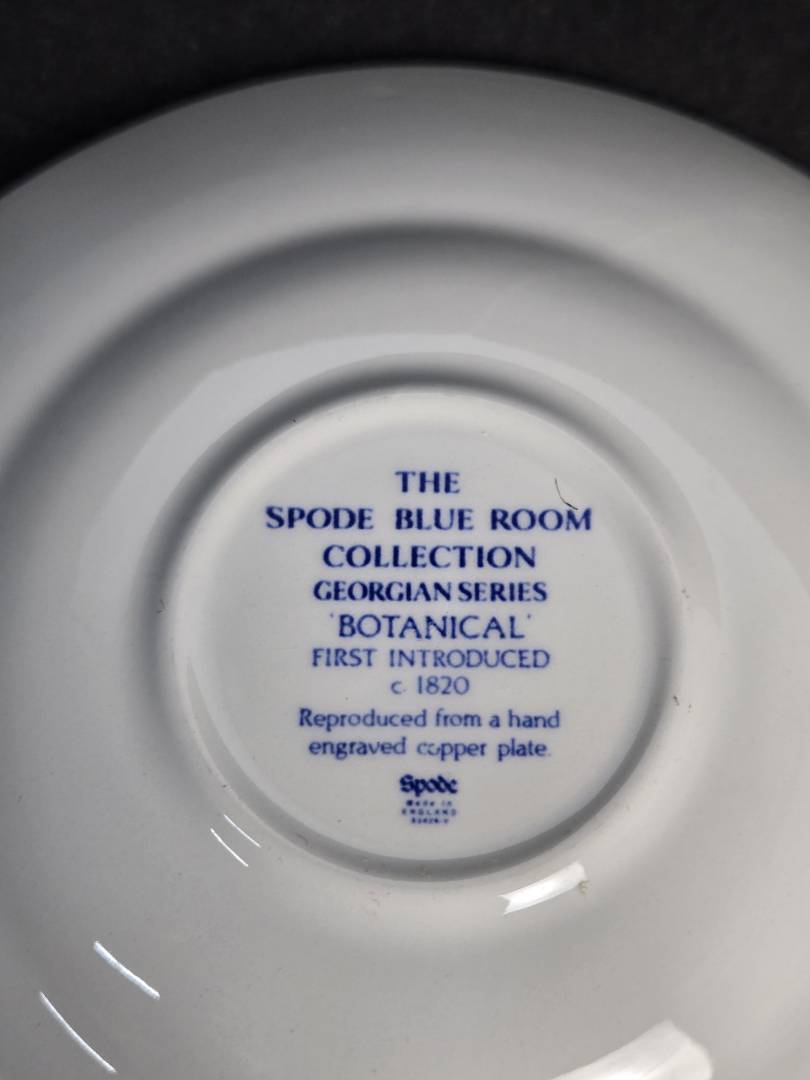 THE
SPODE BLUE ROOM
COLLECTION
GEORGIAN SERIES
'BOTANICAL'
FIRST INTRODUCED
c. 1820
Reproduced from a hand
engraved copper plate.
Spode
Made in
ENGLAND